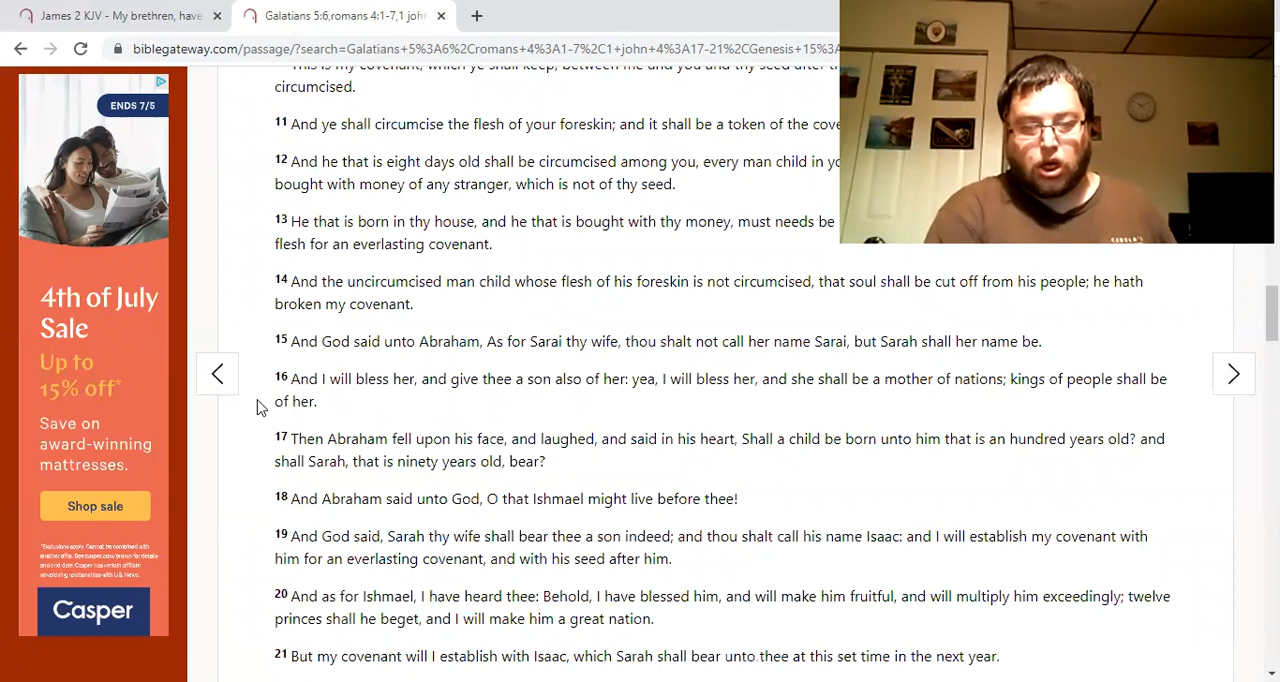 James 2 KJV - My brethren, have
Galatians 5:6,romans 4:1-7,1 john
biblegateway.com/passage/?search=Galatians+5%3A6%2Cromans+4%3A1-7%2C1+john+4%3A17-21%2CGenesis+15%3A
This is my covenant, which ye shall keep, between me and you and thy seed after
circumcised.
11 And ye shall circumcise the flesh of your foreskin; and it shall be a token of the
12 And he that is eight days old shall be circumcised among you, every man child in
bought with money of any stranger, which is not of thy seed.
13 He that is born in thy house, and he that is bought with thy money, must needs be
flesh for an everlasting covenant.
14 And the uncircumcised man child whose flesh of his foreskin is not circumcised, that soul shall be cut off from his people; he hath
broken my covenant.
15 And God said unto Abraham, As for Sarai thy wife, thou shalt not call her name Sarai, but Sarah shall her name be.
16 And I will bless her, and give thee a son also of her: yea, I will bless her, and she shall be a mother of nations; kings of people shall be
of her.
17 Then Abraham fell upon his face, and laughed, and said in his heart, Shall a child be born unto him that is an hundred years old? and
shall Sarah, that is ninety years old, bear?
18 And Abraham said unto God, O that Ishmael might live before thee!
19 And God said, Sarah thy wife shall bear thee a son indeed; and thou shalt call his name Isaac: and I will establish my covenant with
him for an everlasting covenant, and with his seed after him.
20 And as for Ishmael, I have heard thee: Behold, I have blessed him, and will make him fruitful, and will multiply him exceedingly; twelve
princes shall he beget, and I will make him a great nation.
21 But my covenant will I establish with Isaac, which Sarah shall bear unto thee at this set time in the next year.
ENDS 7/5
4th of July
Sale
Up to
15% off*
Save on
award-winning
mattresses.
Shop sale
Casper